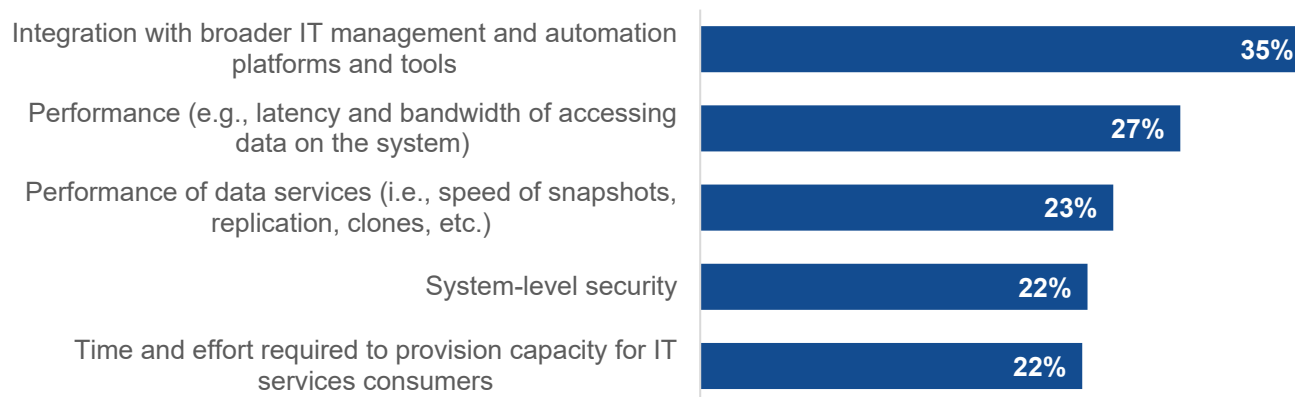 Integration with broader IT management and automation
platforms and tools
35%
Performance (e.g., latency and bandwidth of accessing
data on the system)
27%
Performance of data services (i.e., speed of snapshots,
replication, clones, etc.)
23%
System-level security
22%
Time and effort required to provision capacity for IT
services consumers
22%